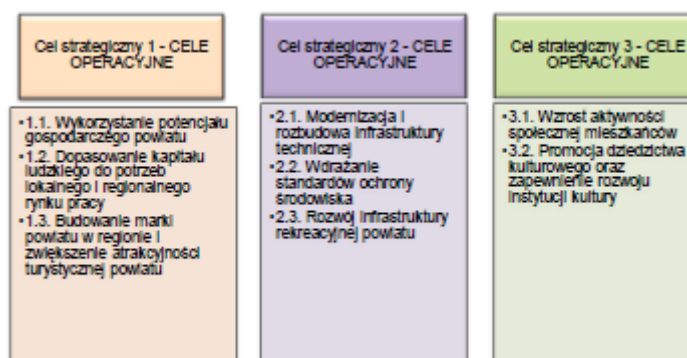 Cel strategiczny 1 - CELE
OPERACYJNE
•1.1. Wykorzystanie potencjału
gospodarczego powiatu
•1.2. Dopasowanie kapitału
ludzkiego do potrzeb
lokalnego i regionalnego
rynku pracy
•1.3. Budowanie marki
powiatu w regionie i
zwiększenie atrakcyjności
turystycznej powiatu
Cel strategiczny 2 - CELE
OPERACYJNE
•2.1. Modernizacja i
rozbudowa infrastruktury
technicznej
•2.2. Wdrażanie
standardów ochrony
środowiska
•2.3. Rozwój infrastruktury
rekreacyjnej powiatu
Cel strategiczny 3 - CELE
OPERACYJNE
•3.1. Wzrost aktywności
społecznej mieszkańców
•3.2. Promocja dziedzictwa
kulturowego oraz
zapewnienie rozwoju
instytucji kultury